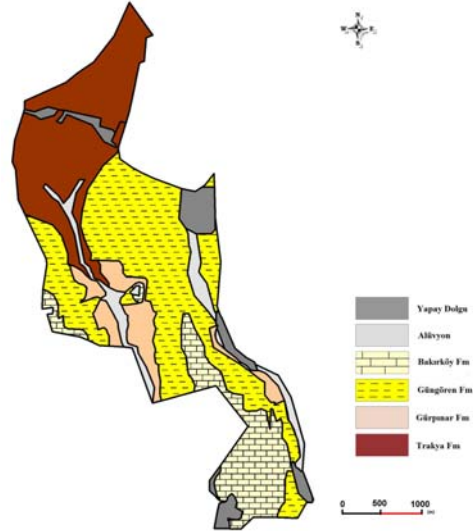 N
W E
S
Yapay Dolgu
Alüvyon
Bakırköy Fm
Güngören Fm
Gürpınar Fm
Trakya Fm
0 500 1000